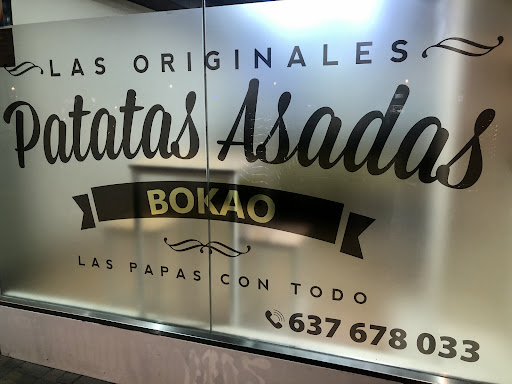 LAS ORIGINALES
Patatas Asadas
BOKAO
LAS PAPAS CON TODO
637 678 033